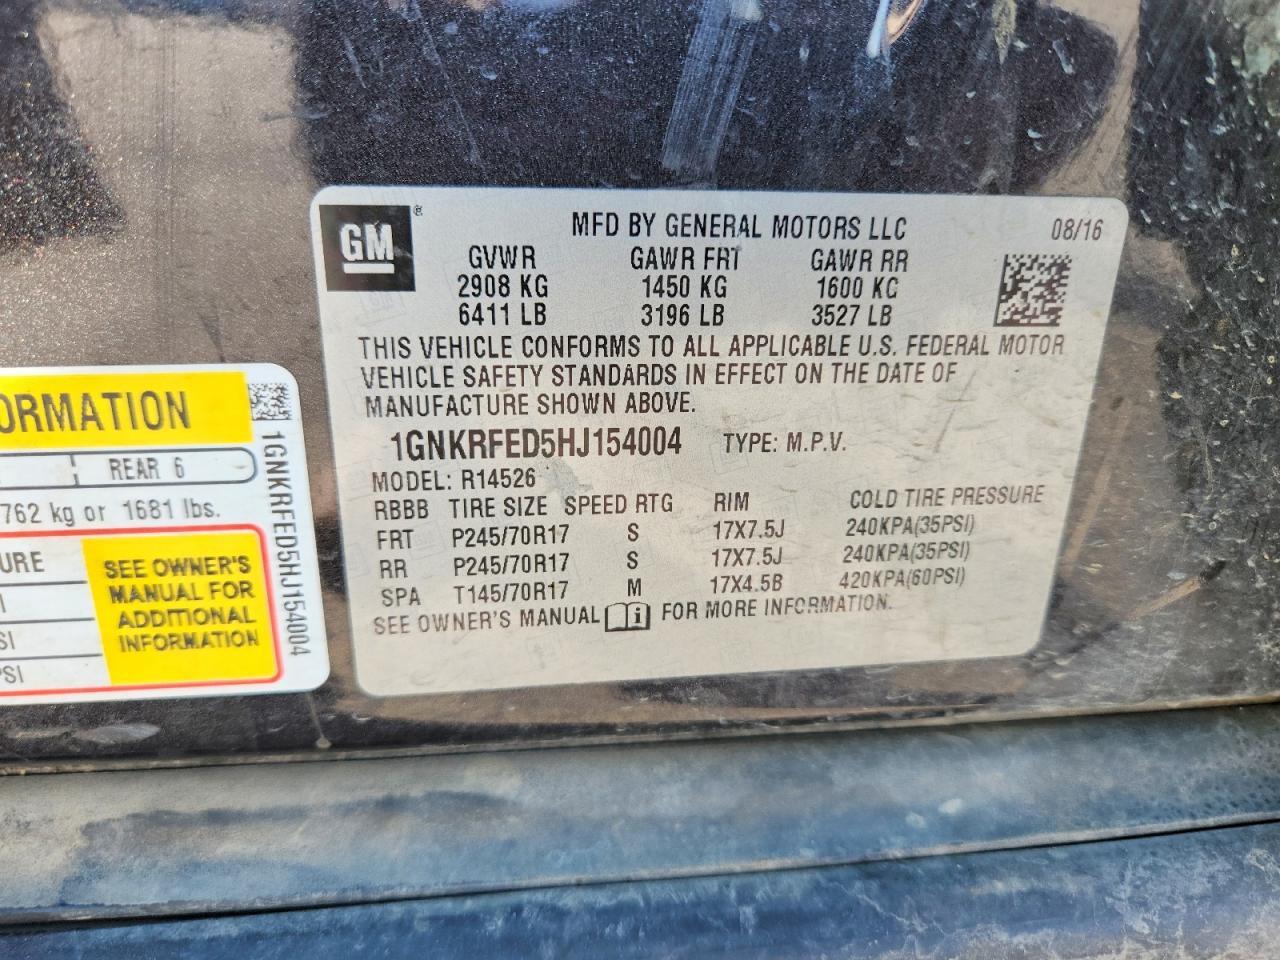 GM
®
MFD BY GENERAL MOTORS LLC 08/16
GVWR GAWR FRT GAWR RR
2908 KG 1450 KG 1600 KG
6411 LB 3196 LB 3527 LB
THIS VEHICLE CONFORMS TO ALL APPLICABLE U.S. FEDERAL MOTOR
VEHICLE SAFETY STANDARDS IN EFFECT ON THE DATE OF
MANUFACTURE SHOWN ABOVE.
1GNKRFED5HJ154004 TYPE: M.P.V.
MODEL: R14526
RBBB TIRE SIZE SPEED RTG RIM COLD TIRE PRESSURE
FRT P245/70R17 S 17X7.5J 240KPA(35PSI)
RR P245/70R17 S 17X7.5J 240KPA(35PSI)
SPA T145/70R17 M 17X4.5B 420KPA(60PSI)
SEE OWNER'S MANUAL i FOR MORE INFORMATION.
ORMATION
REAR 6
762 kg or 1681 lbs.
URE
I
SI
PSI
SEE OWNER'S
MANUAL FOR
ADDITIONAL
INFORMATION
1GNKRFED5HJ154004